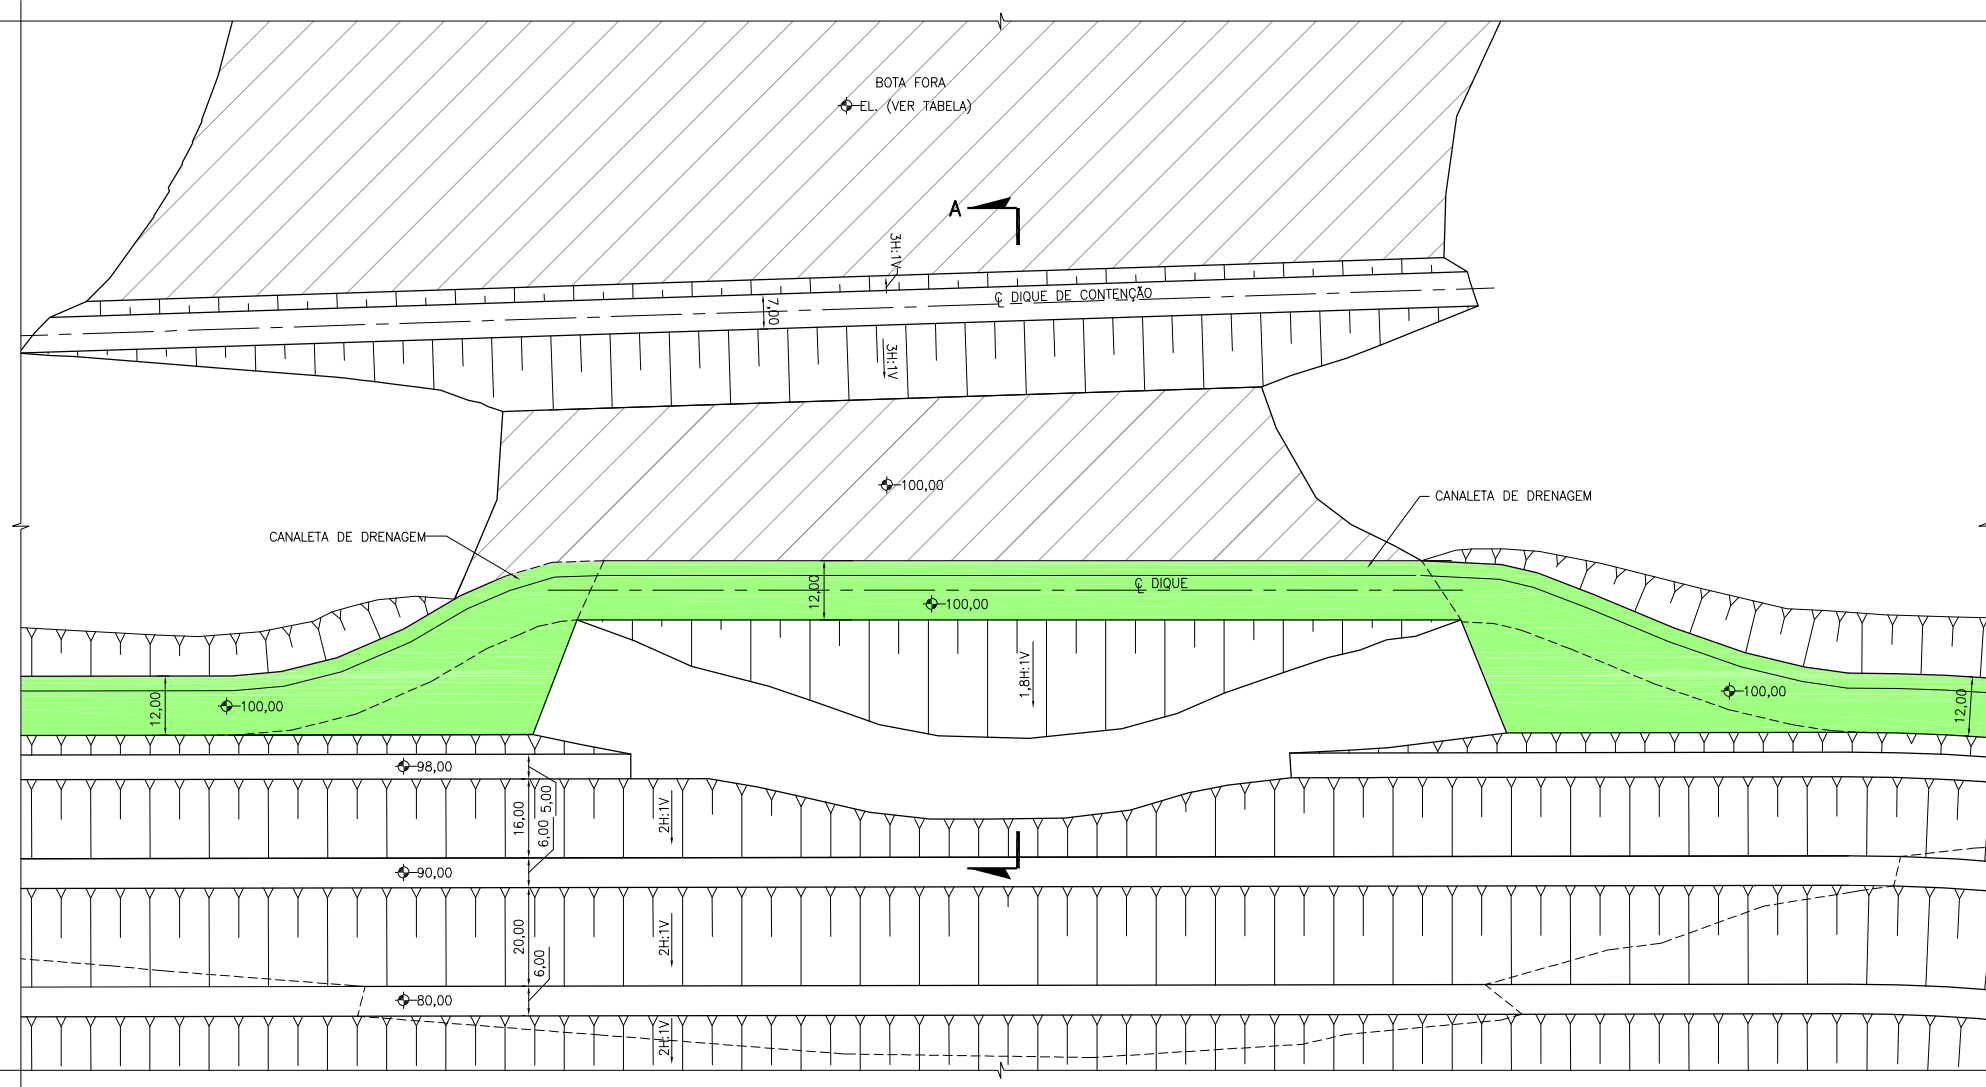 BOTA FORA
EL. (VER TABELA)
A
3H:1V
7,00
℄ DIQUE DE CONTENÇÃO
3H:1V
100,00
CANALETA DE DRENAGEM
CANALETA DE DRENAGEM
12,00
℄ DIQUE
100,00
1,8H:1V
12,00
100,00
100,00
12,00
98,00
16,00
6,00
5,00
2H:1V
90,00
20,00
6,00
2H:1V
80,00
2H:1V